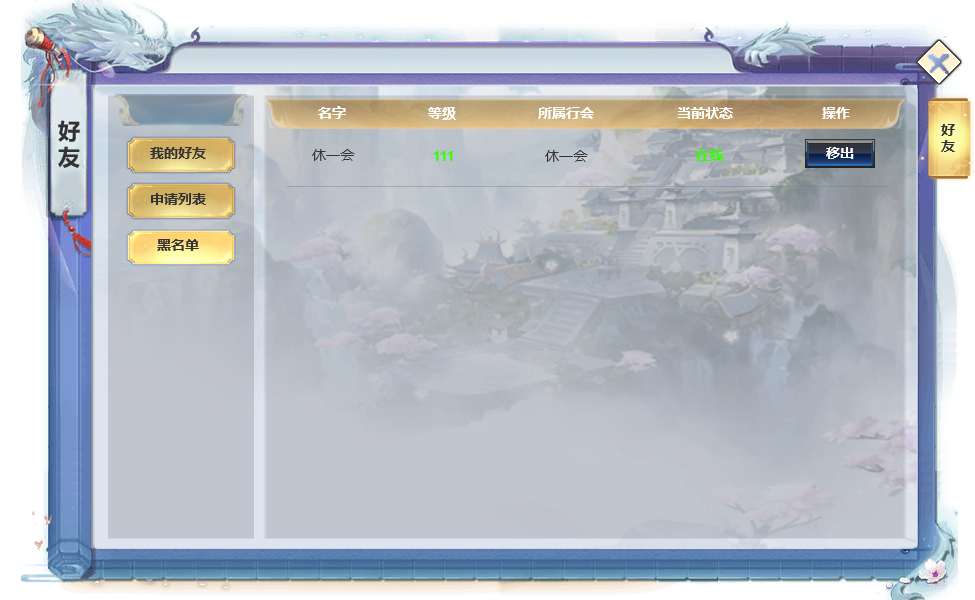 好友
我的好友
申请列表
黑名单
名字 等级 所属行会 当前状态 操作
休一会 111 休一会 在线 移出
好友